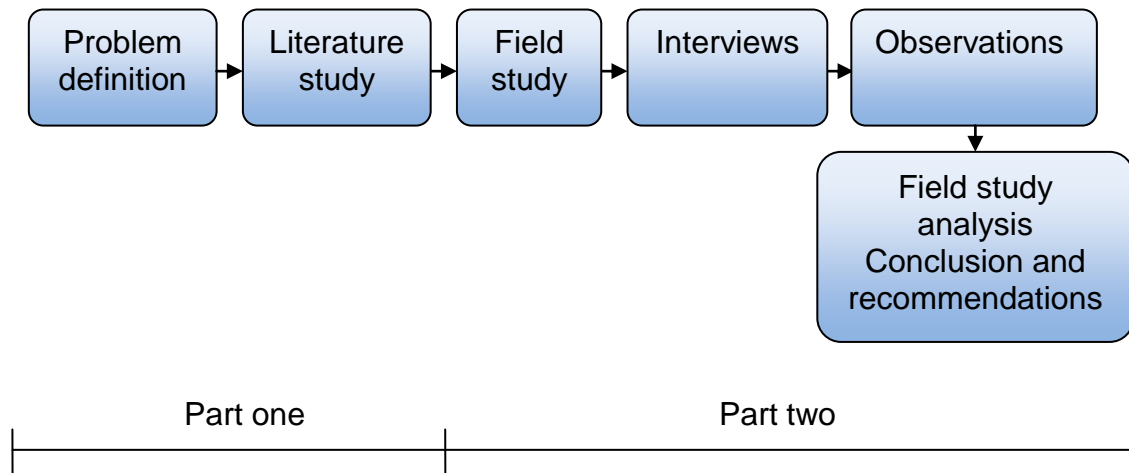 Problem
definition
Literature
study
Field
study
Interviews
Observations
Field study
analysis
Conclusion and
recommendations
Part one
Part two